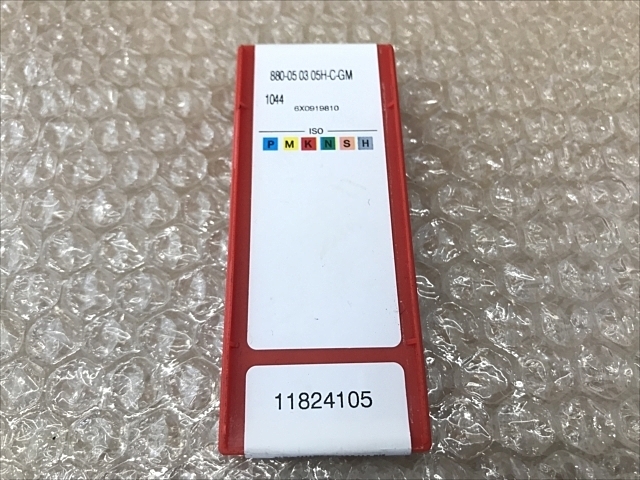 880-05 03 05H-C-GM
1044 6X0919810
ISO
P M K N S H
11824105